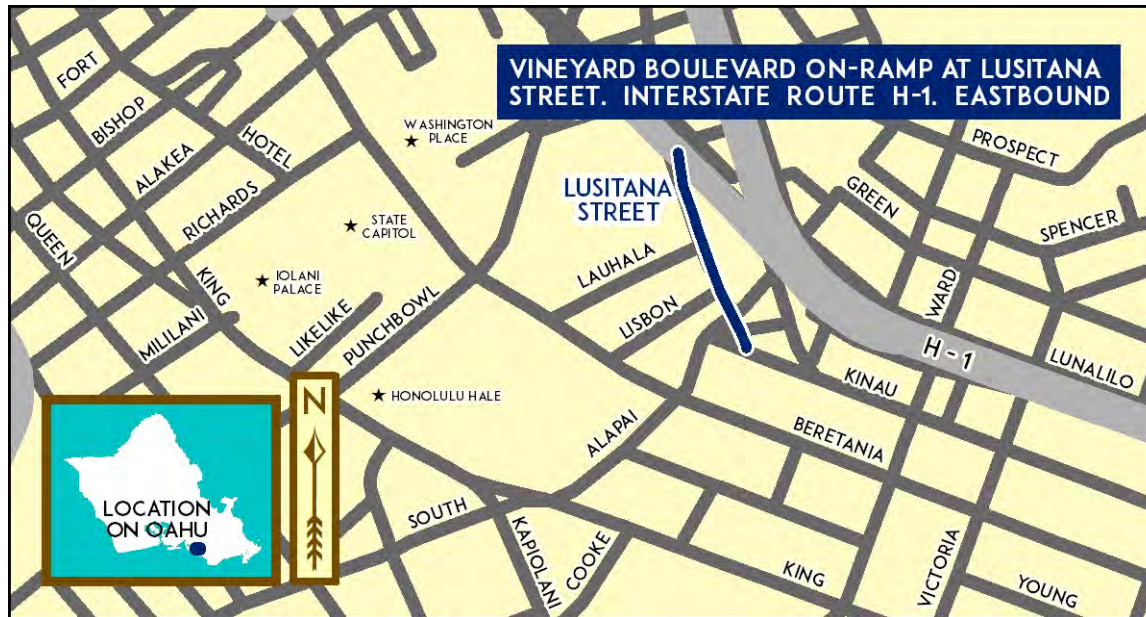 VINEYARD BOULEVARD ON-RAMP AT LUSITANA
STREET. INTERSTATE ROUTE H-1. EASTBOUND
FORT
BISHOP
ALAKEA
HOTEL
RICHARDS
QUEEN
KING
MILILANI
WASHINGTON
PLACE
STATE
CAPITOL
IOLANI
PALACE
LIKELIKE
PUNCHBOWL
HONOLULU HALE
LUSITANA
STREET
LAUHALA
LISBON
PROSPECT
GREEN
SPENCER
WARD
H-1
LUNALILO
KINAU
BERETANIA
ALAPAI
SOUTH
KAPIOLANI
COOKE
KING
VICTORIA
YOUNG
N
LOCATION
ON OAHU